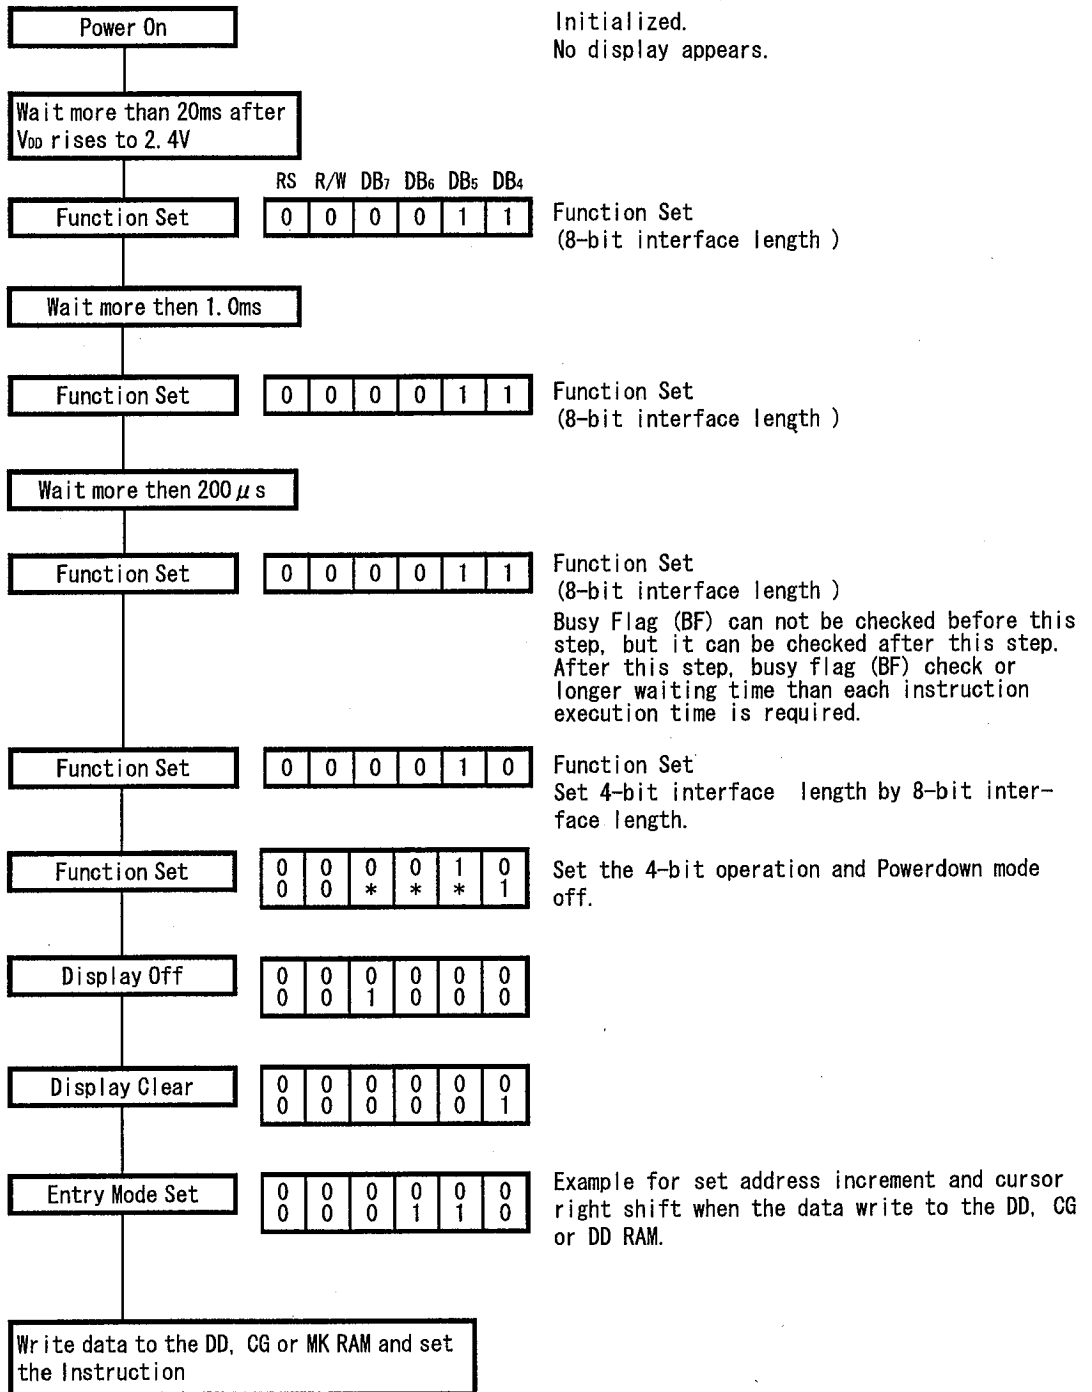 Power On
Initialized.
No display appears.
Wait more than 20ms after
VDD rises to 2.4V
RS R/W DB7 DB6 DB5 DB4
Function Set
0 0 0 0 1 1
Function Set
(8-bit interface length )
Wait more then 1.0ms
Function Set
0 0 0 0 1 1
Function Set
(8-bit interface length )
Wait more then 200μs
Function Set
0 0 0 0 1 1
Function Set
(8-bit interface length )
Busy Flag (BF) can not be checked before this
step, but it can be checked after this step.
After this step, busy flag (BF) check or
longer waiting time than each instruction
execution time is required.
Function Set
0 0 0 0 1 0
Function Set
Set 4-bit interface length by 8-bit inter-
face length.
Function Set
0 0 0 0 1 0
0 0 * * * 1
Set the 4-bit operation and Powerdown mode
off.
Display Off
0 0 0 0 0 0
0 0 1 0 0 0
Display Clear
0 0 0 0 0 0
0 0 0 0 0 1
Entry Mode Set
0 0 0 0 0 0
0 0 0 1 1 0
Example for set address increment and cursor
right shift when the data write to the DD, CG
or DD RAM.
Write data to the DD, CG or MK RAM and set
the Instruction